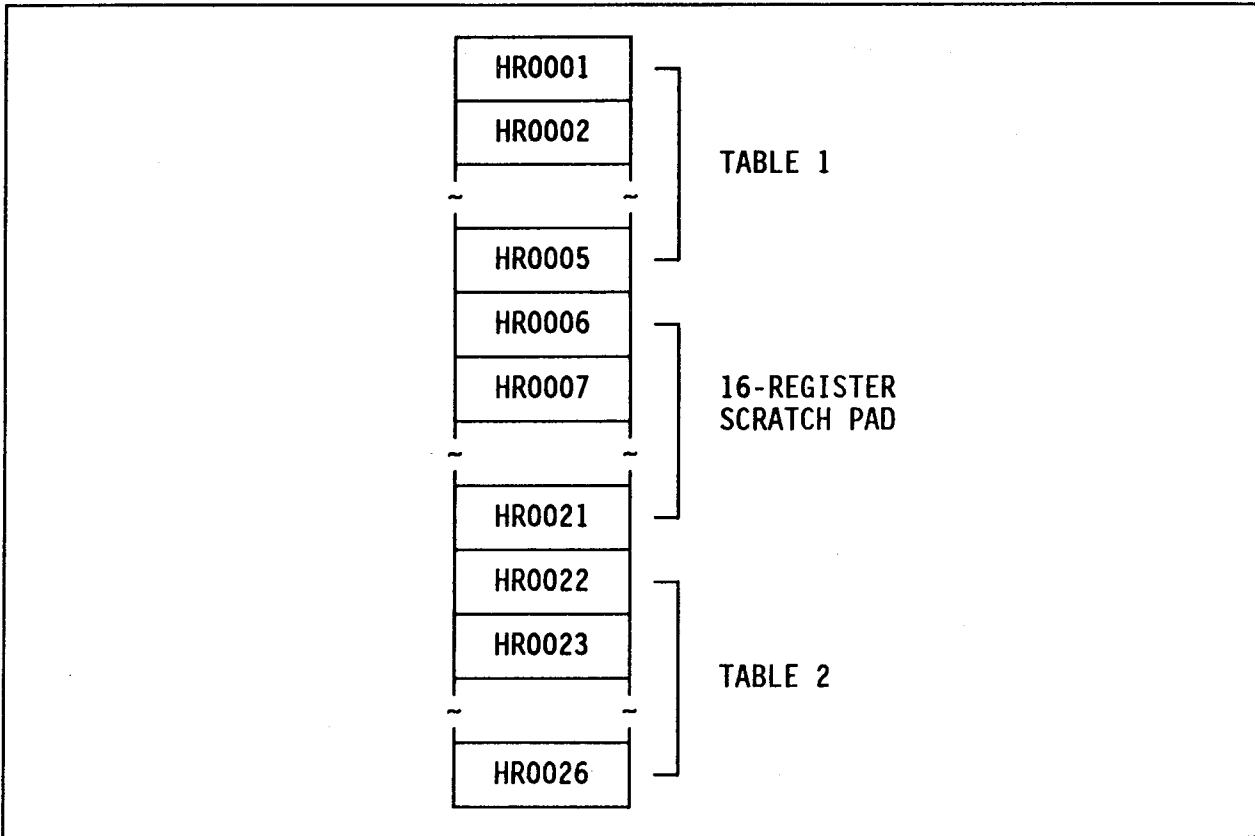 HR0001
HR0002
TABLE 1
~ ~
HR0005
HR0006
HR0007
16-REGISTER
SCRATCH PAD
~ ~
HR0021
HR0022
HR0023
TABLE 2
~ ~
HR0026